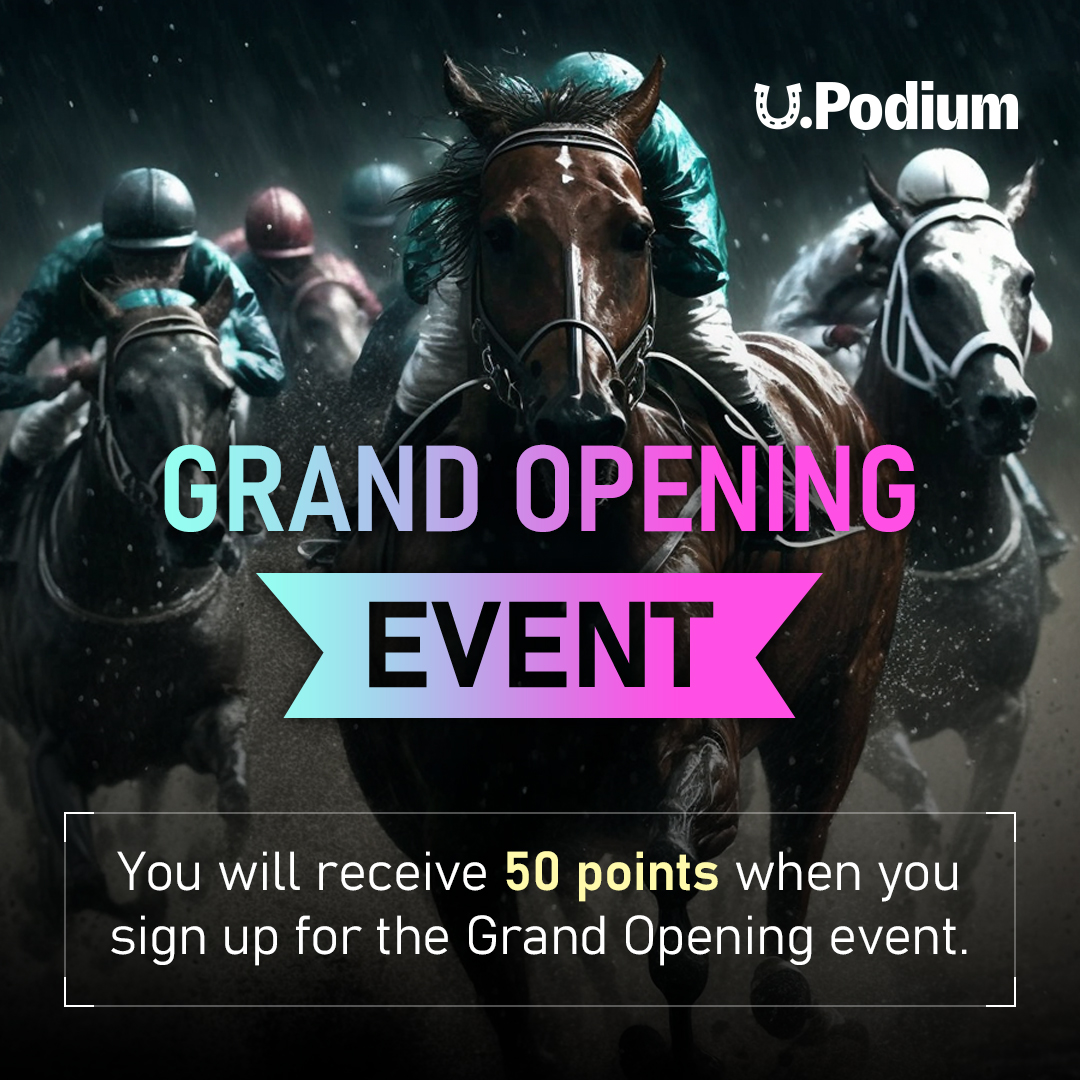 U.Podium
GRAND OPENING
EVENT
You will receive 50 points when you
sign up for the Grand Opening event.